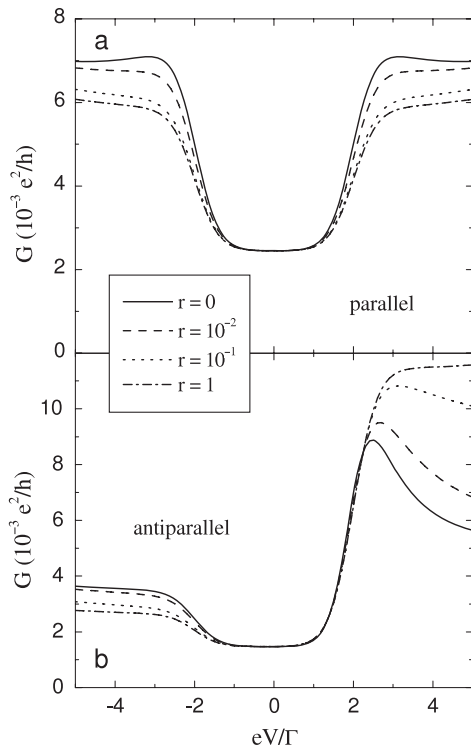 a
8
6
4
2
0
G (10⁻³ e²/h)
parallel
r = 0
r = 10⁻²
r = 10⁻¹
r = 1
10
8
6
4
2
0
G (10⁻³ e²/h)
antiparallel
b
-4
-2
0
2
4
eV/Γ